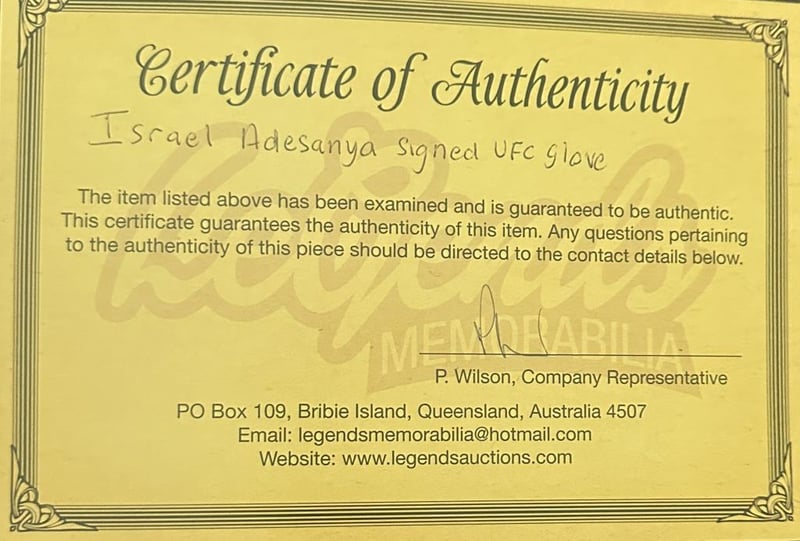 Certificate of Authenticity
Israel Adesanya signed UFC glove
The item listed above has been examined and is guaranteed to be authentic.
This certificate guarantees the authenticity of this item. Any questions pertaining
to the authenticity of this piece should be directed to the contact details below.
Legends
MEMORABILIA
P. Wilson, Company Representative
PO Box 109, Bribie Island, Queensland, Australia 4507
Email: legendsmemorabilia@hotmail.com
Website: www.legendsauctions.com